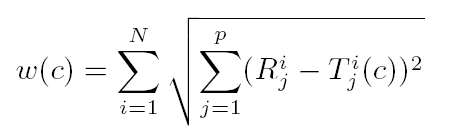 w(c) = \sum_{i=1}^{N} \sqrt{\sum_{j=1}^{p} (R_j^i - T_j^i(c))^2}